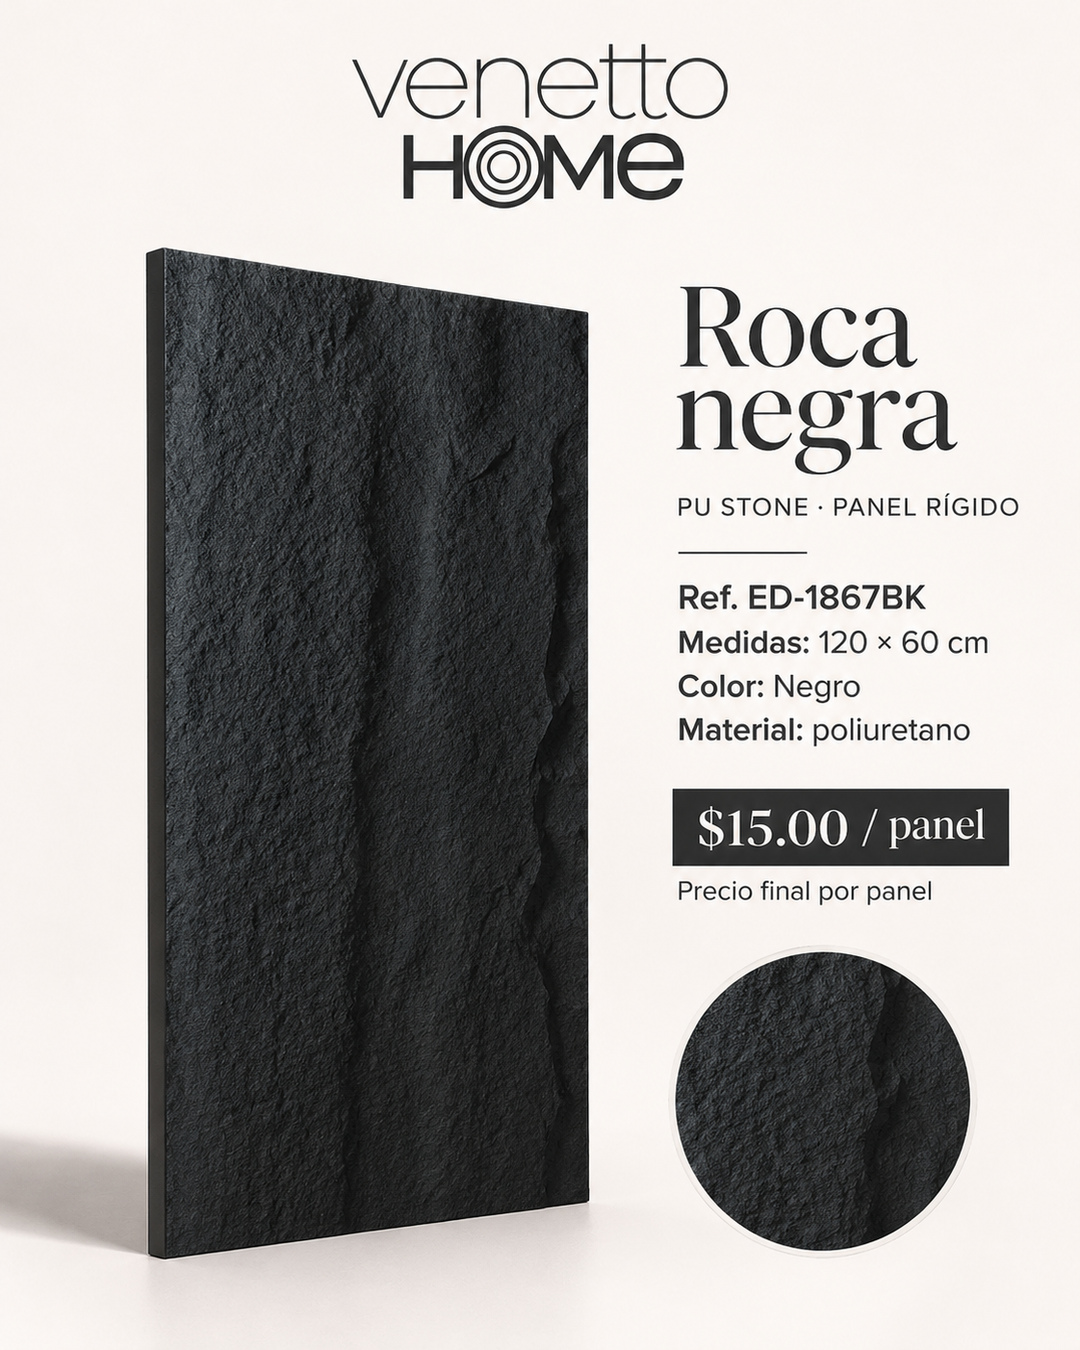 venetto
HOMe
Roca
negra
PU STONE · PANEL RÍGIDO
Ref. ED-1867BK
Medidas: 120 × 60 cm
Color: Negro
Material: poliuretano
$15.00 / panel
Precio final por panel